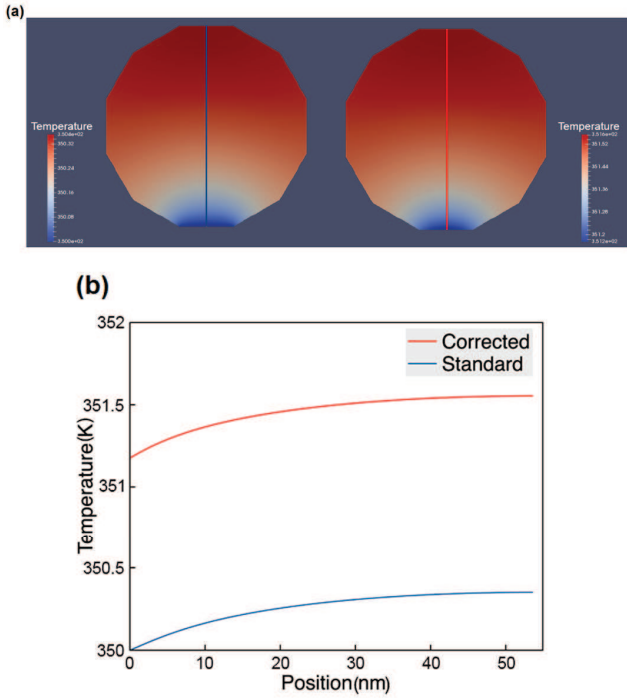 (a)
Temperature
3.504e+02
350.32
350.24
350.16
350.08
3.500e+02
Temperature
3.516e+02
351.52
351.44
351.36
351.28
351.2
3.512e+02
(b)
352
351.5
351
350.5
350
Temperature(K)
Corrected
Standard
0
10
20
30
40
50
Position(nm)